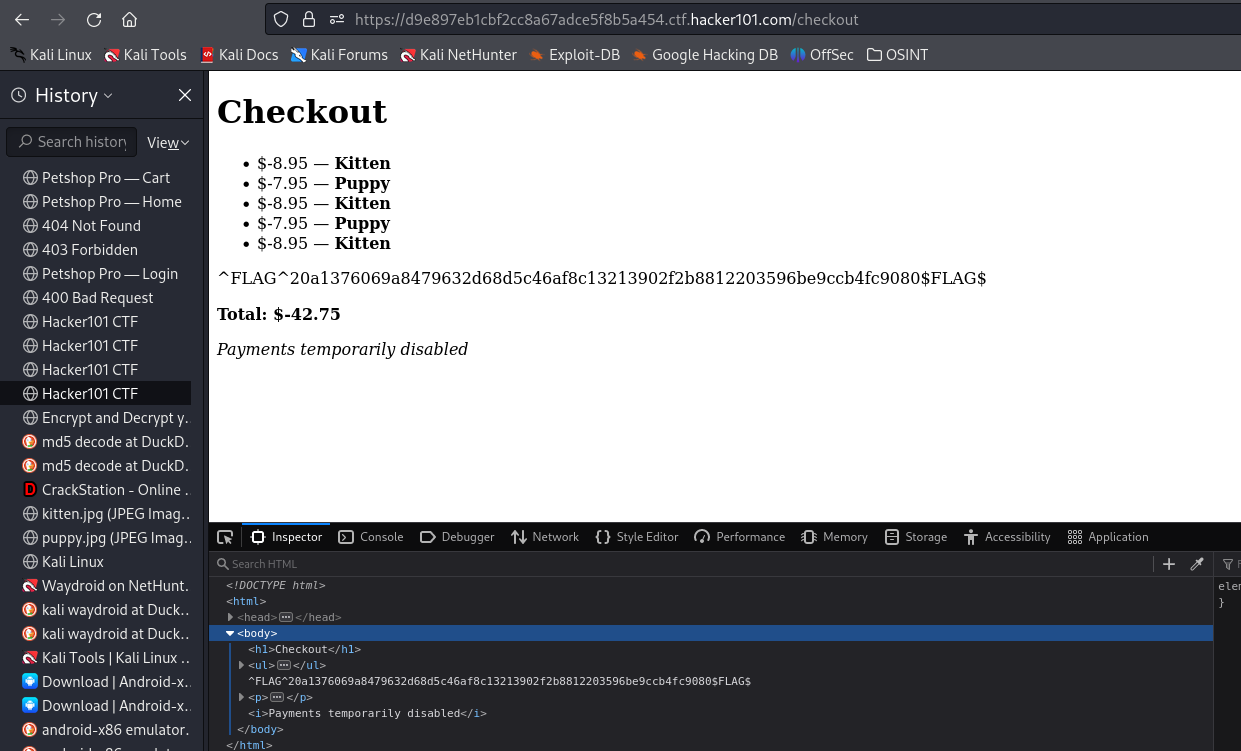 https://d9e897eb1cbf2cc8a67adce5f8b5a454.ctf.hacker101.com/checkout
Kali Linux Kali Tools Kali Docs Kali Forums Kali NetHunter Exploit-DB Google Hacking DB OffSec OSINT
History
Search history View
Petshop Pro — Cart
Petshop Pro — Home
404 Not Found
403 Forbidden
Petshop Pro — Login
400 Bad Request
Hacker101 CTF
Hacker101 CTF
Hacker101 CTF
Hacker101 CTF
Encrypt and Decrypt y..
md5 decode at DuckD..
md5 decode at DuckD..
CrackStation - Online ..
kitten.jpg (JPEG Imag..
puppy.jpg (JPEG Imag..
Kali Linux
Waydroid on NetHunt..
kali waydroid at Duck..
kali waydroid at Duck..
Kali Tools | Kali Linux ..
Download | Android-x..
Download | Android-x..
android-x86 emulator..
Checkout
• $-8.95 — Kitten
• $-7.95 — Puppy
• $-8.95 — Kitten
• $-7.95 — Puppy
• $-8.95 — Kitten
^FLAG^20a1376069a8479632d68d5c46af8c13213902f2b8812203596be9ccb4fc9080$FLAG$
Total: $-42.75
Payments temporarily disabled
Inspector Console Debugger Network Style Editor Performance Memory Storage Accessibility Application
Search HTML
<!DOCTYPE html>
<html>
<head></head>
<body>
<h1>Checkout</h1>
<ul></ul>
^FLAG^20a1376069a8479632d68d5c46af8c13213902f2b8812203596be9ccb4fc9080$FLAG$
<p></p>
<i>Payments temporarily disabled</i>
</body>
</html>
}